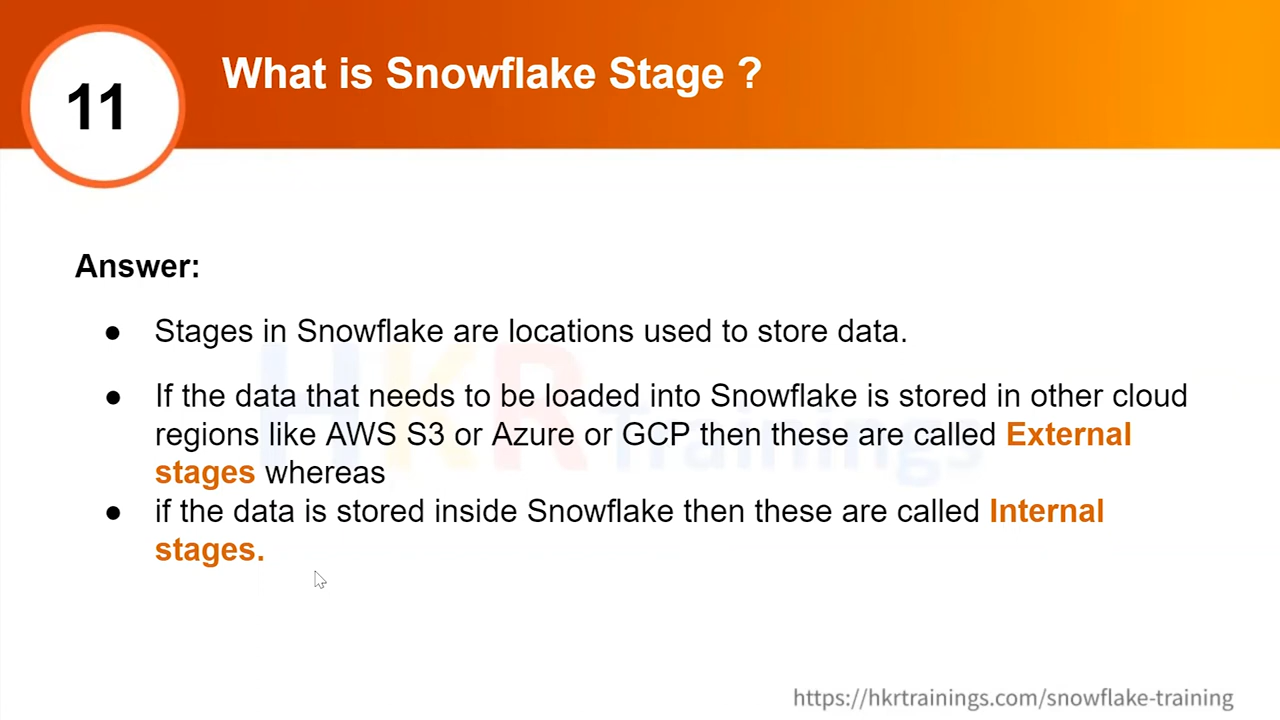 11
What is Snowflake Stage ?
Answer:
● Stages in Snowflake are locations used to store data.
● If the data that needs to be loaded into Snowflake is stored in other cloud
regions like AWS S3 or Azure or GCP then these are called External
stages whereas
● if the data is stored inside Snowflake then these are called Internal
stages.
HKR Trainings
https://hkrtrainings.com/snowflake-training